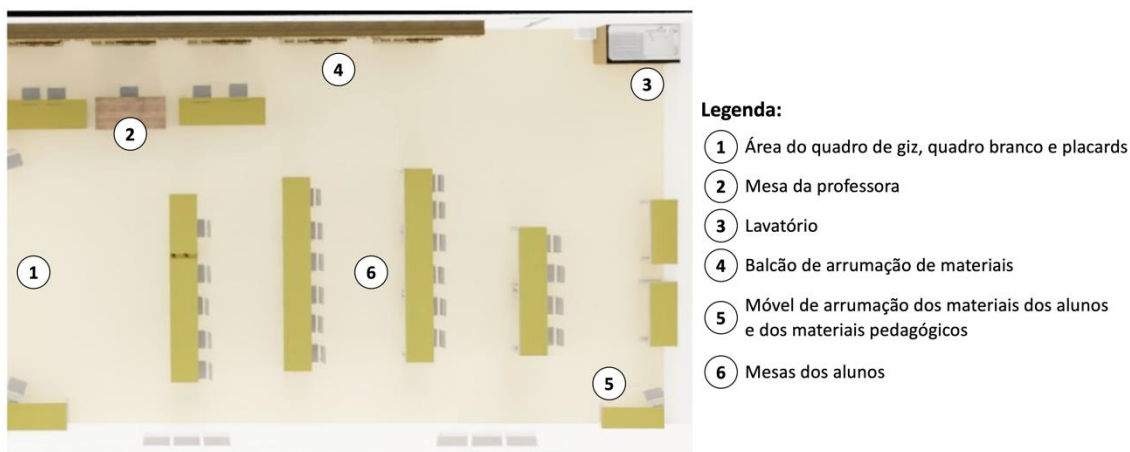 4
3
2
1
6
5
Legenda:
1 Área do quadro de giz, quadro branco e placards
2 Mesa da professora
3 Lavatório
4 Balcão de arrumação de materiais
5 Móvel de arrumação dos materiais dos alunos
e dos materiais pedagógicos
6 Mesas dos alunos